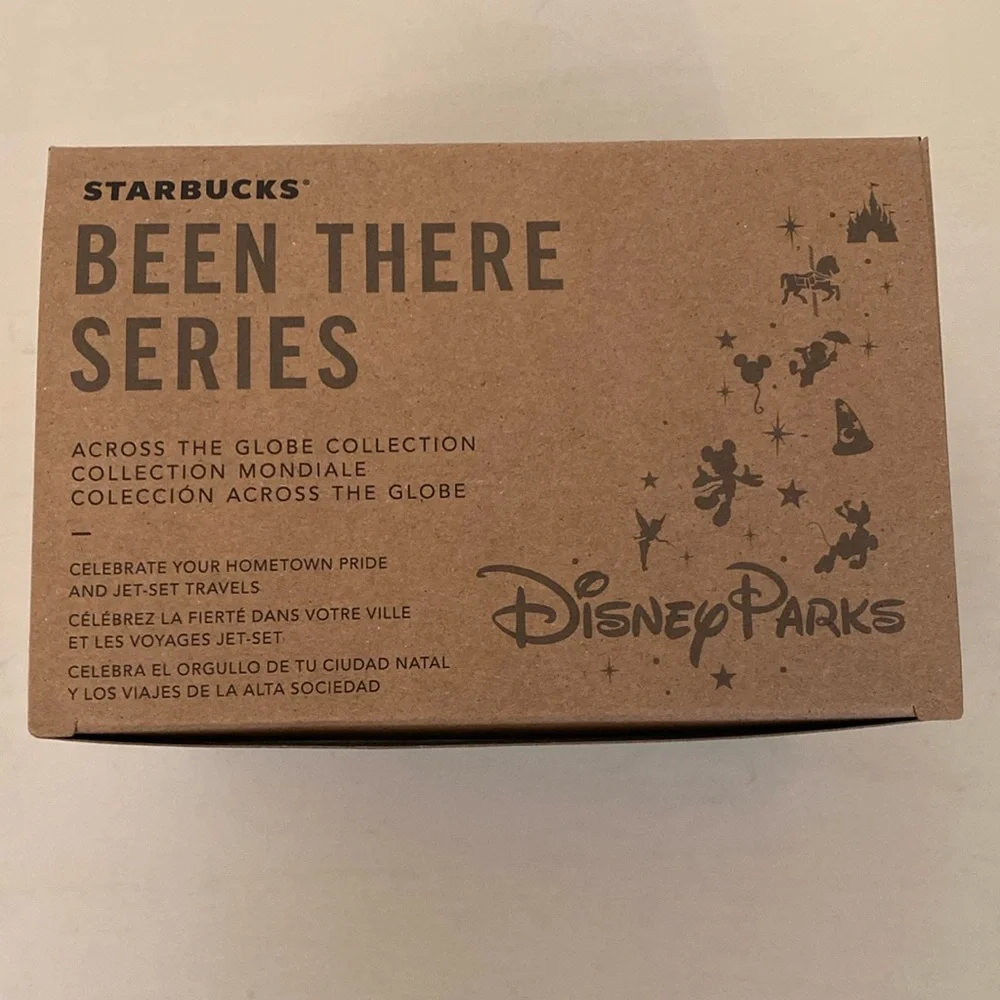 STARBUCKS®
BEEN THERE
SERIES
ACROSS THE GLOBE COLLECTION
COLLECTION MONDIALE
COLECCIÓN ACROSS THE GLOBE
—
CELEBRATE YOUR HOMETOWN PRIDE
AND JET-SET TRAVELS
CÉLÉBREZ LA FIERTÉ DANS VOTRE VILLE
ET LES VOYAGES JET-SET
CELEBRA EL ORGULLO DE TU CIUDAD NATAL
Y LOS VIAJES DE LA ALTA SOCIEDAD
DISNEY PARKS